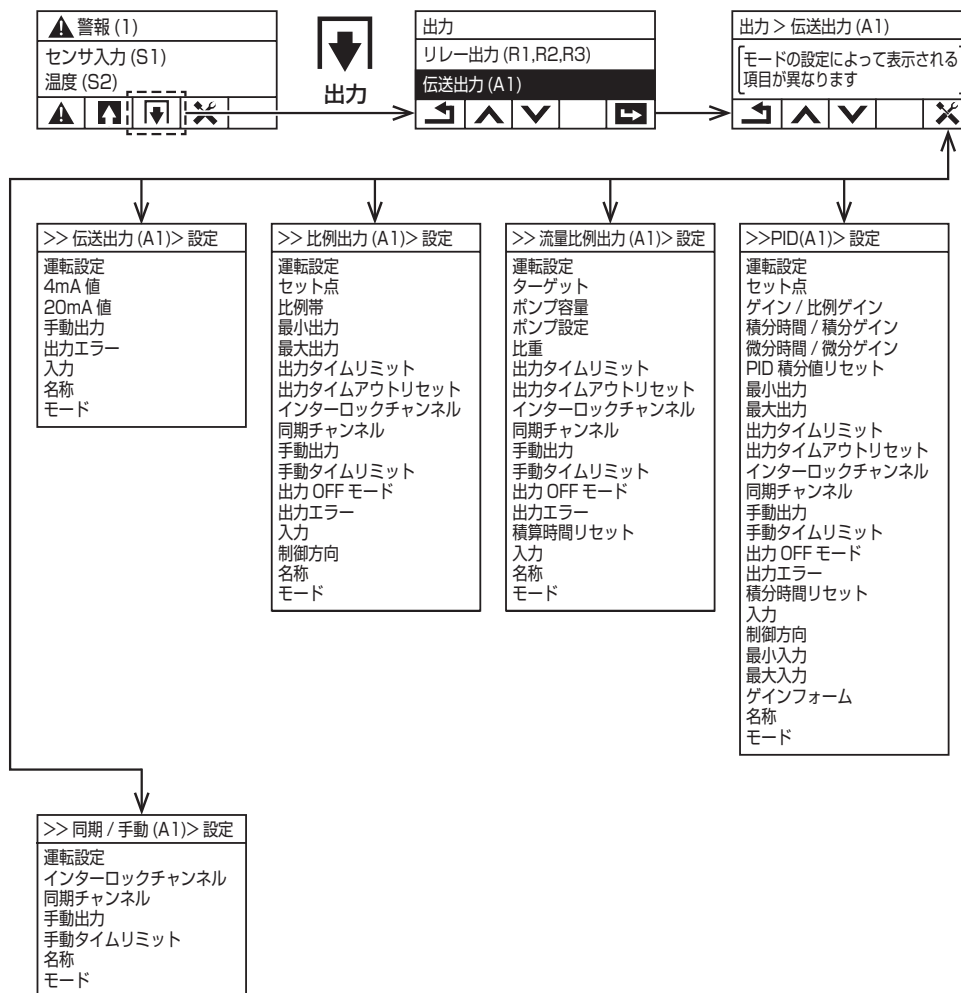 警報 (1)
センサ入力 (S1)
温度 (S2)
出力
出力
リレー出力 (R1,R2,R3)
伝送出力 (A1)
出力 > 伝送出力 (A1)
モードの設定によって表示される
項目が異なります
>> 伝送出力 (A1)> 設定
運転設定
4mA 値
20mA 値
手動出力
出力エラー
入力
名称
モード
>> 比例出力 (A1)> 設定
運転設定
セット点
比例帯
最小出力
最大出力
出力タイムリミット
出力タイムアウトリセット
インターロックチャンネル
同期チャンネル
手動出力
手動タイムリミット
出力 OFF モード
出力エラー
入力
制御方向
名称
モード
>> 流量比例出力 (A1)> 設定
運転設定
ターゲット
ポンプ容量
ポンプ設定
比重
出力タイムリミット
出力タイムアウトリセット
インターロックチャンネル
同期チャンネル
手動出力
手動タイムリミット
出力 OFF モード
出力エラー
積算時間リセット
入力
名称
モード
>>PID(A1)> 設定
運転設定
セット点
ゲイン / 比例ゲイン
積分時間 / 積分ゲイン
微分時間 / 微分ゲイン
PID 積分値リセット
最小出力
最大出力
出力タイムリミット
出力タイムアウトリセット
インターロックチャンネル
同期チャンネル
手動出力
手動タイムリミット
出力 OFF モード
出力エラー
積分時間リセット
入力
制御方向
最小入力
最大入力
ゲインフォーム
名称
モード
>> 同期 / 手動 (A1)> 設定
運転設定
インターロックチャンネル
同期チャンネル
手動出力
手動タイムリミット
名称
モード